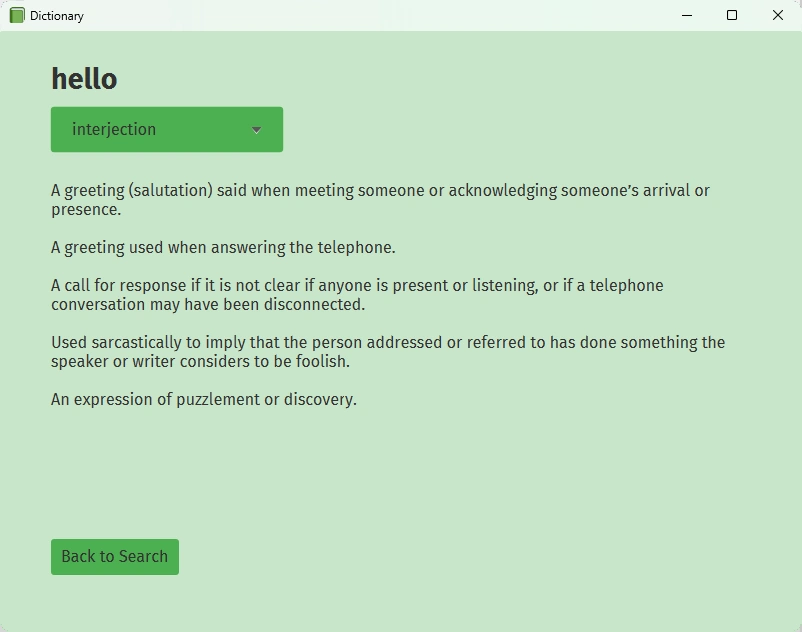 Dictionary
hello
interjection
A greeting (salutation) said when meeting someone or acknowledging someone’s arrival or
presence.
A greeting used when answering the telephone.
A call for response if it is not clear if anyone is present or listening, or if a telephone
conversation may have been disconnected.
Used sarcastically to imply that the person addressed or referred to has done something the
speaker or writer considers to be foolish.
An expression of puzzlement or discovery.
Back to Search